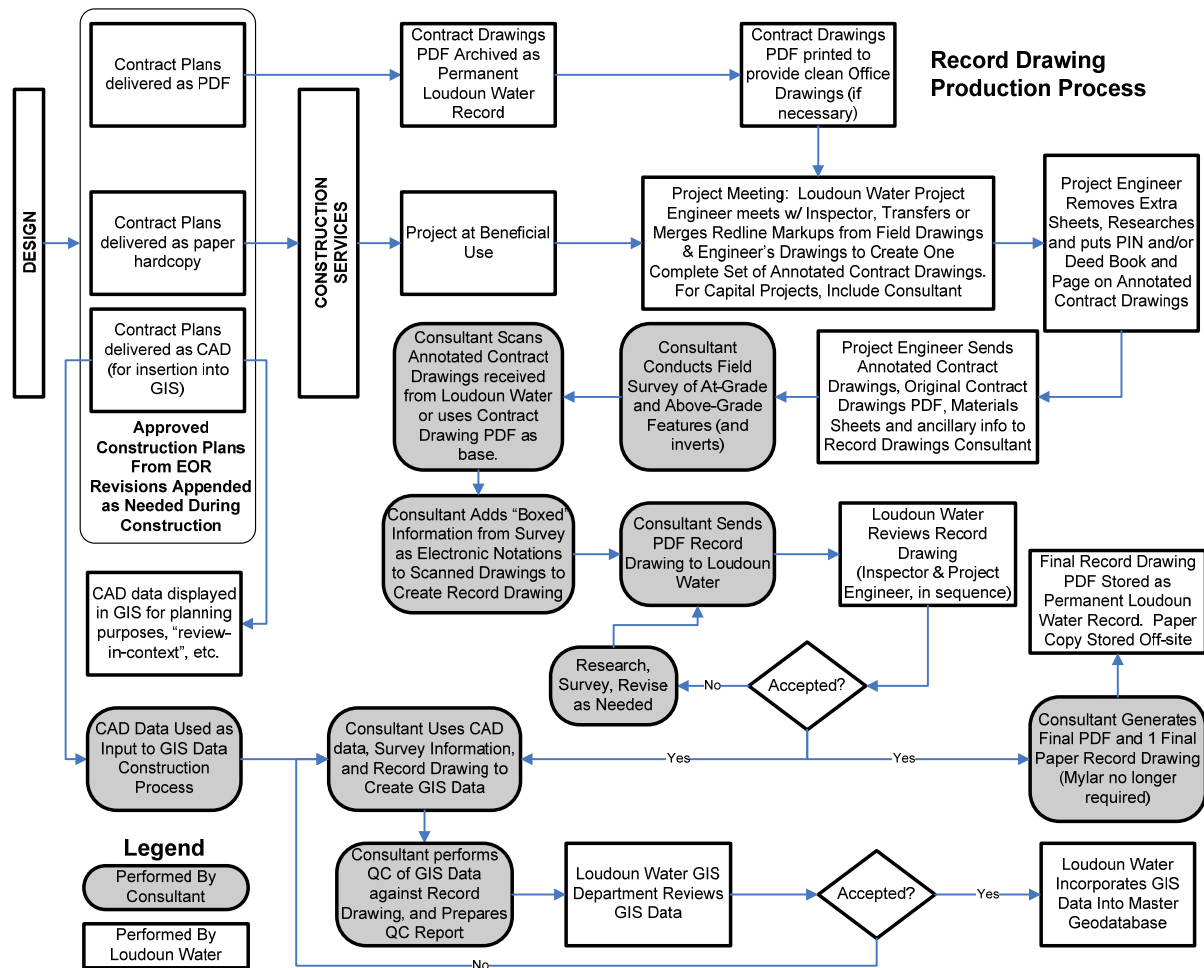 Record Drawing
Production Process
DESIGN
Contract Plans
delivered as PDF
Contract Drawings
PDF Archived as
Permanent
Loudoun Water
Record
Contract Drawings
PDF printed to
provide clean Office
Drawings (if
necessary)
Contract Plans
delivered as paper
hardcopy
CONSTRUCTION
SERVICES
Project at Beneficial
Use
Project Meeting:  Loudoun Water Project
Engineer meets w/ Inspector, Transfers or
Merges Redline Markups from Field Drawings
& Engineer's Drawings to Create One
Complete Set of Annotated Contract Drawings.
For Capital Projects, Include Consultant
Project Engineer
Removes Extra
Sheets, Researches
and puts PIN and/or
Deed Book and
Page on Annotated
Contract Drawings
Contract Plans
delivered as CAD
(for insertion into
GIS)
Approved
Construction Plans
From EOR
Revisions Appended
as Needed During
Construction
Consultant Scans
Annotated Contract
Drawings received
from Loudoun Water
or uses Contract
Drawing PDF as
base.
Consultant
Conducts Field
Survey of At-Grade
and Above-Grade
Features (and
inverts)
Project Engineer Sends
Annotated Contract
Drawings, Original Contract
Drawings PDF, Materials
Sheets and ancillary info to
Record Drawings Consultant
Consultant Adds “Boxed”
Information from Survey
as Electronic Notations
to Scanned Drawings to
Create Record Drawing
Consultant Sends
PDF Record
Drawing to Loudoun
Water
Loudoun Water
Reviews Record
Drawing
(Inspector & Project
Engineer, in sequence)
Final Record Drawing
PDF Stored as
Permanent Loudoun
Water Record.  Paper
Copy Stored Off-site
CAD data displayed
in GIS for planning
purposes, “review-
in-context”, etc.
Research,
Survey, Revise
as Needed
No
Accepted?
CAD Data Used as
Input to GIS Data
Construction
Process
Consultant Uses CAD
data, Survey Information,
and Record Drawing to
Create GIS Data
Yes
Yes
Consultant Generates
Final PDF and 1 Final
Paper Record Drawing
(Mylar no longer
required)
Legend
Performed By
Consultant
Performed By
Loudoun Water
Consultant performs
QC of GIS Data
against Record
Drawing, and Prepares
QC Report
Loudoun Water GIS
Department Reviews
GIS Data
Accepted?
Yes
Loudoun Water
Incorporates GIS
Data Into Master
Geodatabase
No